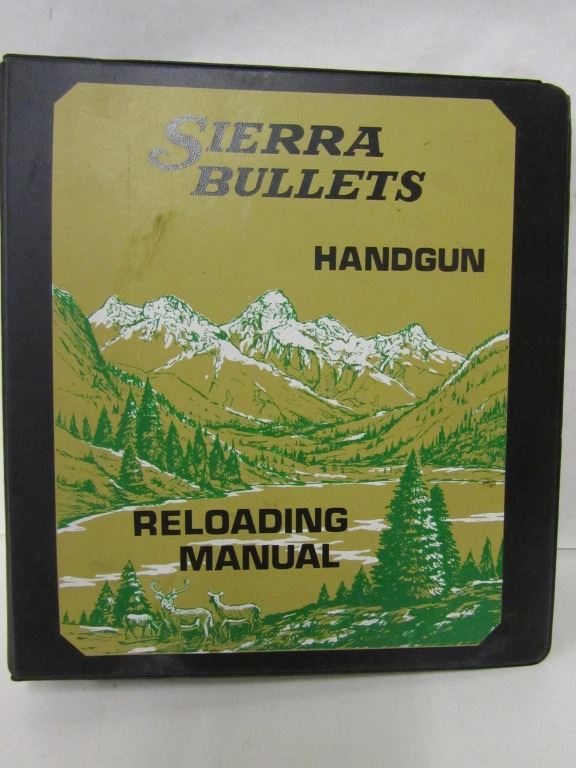 SIERRA
BULLETS
HANDGUN
RELOADING
MANUAL